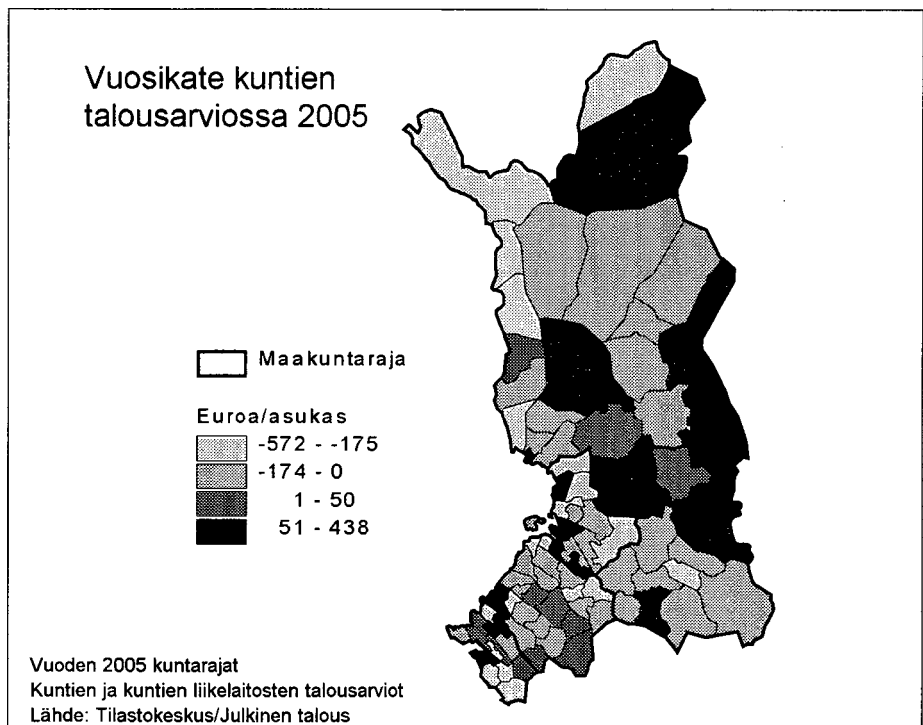 Vuosikate kuntien
talousarviossa 2005
Maakuntaraja
Euroa/asukas
-572 - -175
-174 - 0
1 - 50
51 - 438
Vuoden 2005 kuntarajat
Kuntien ja kuntien liikelaitosten talousarviot
Lähde: Tilastokeskus/Julkinen talous